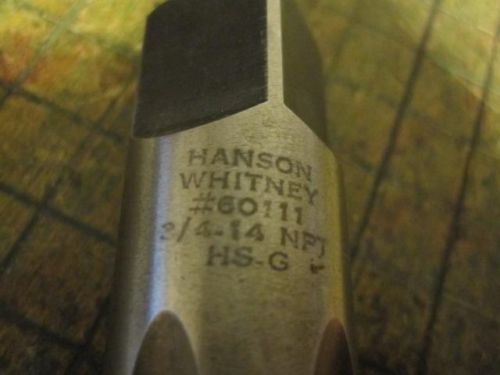 HANSON
WHITNEY
#60111
3/4-14 NPT
HS-G